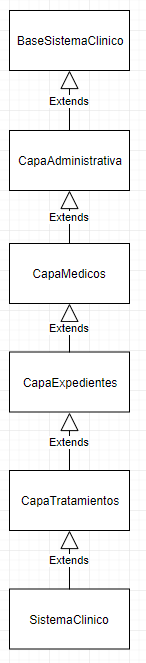 BaseSistemaClinico
Extends
CapaAdministrativa
Extends
CapaMedicos
Extends
CapaExpedientes
Extends
CapaTratamientos
Extends
SistemaClinico